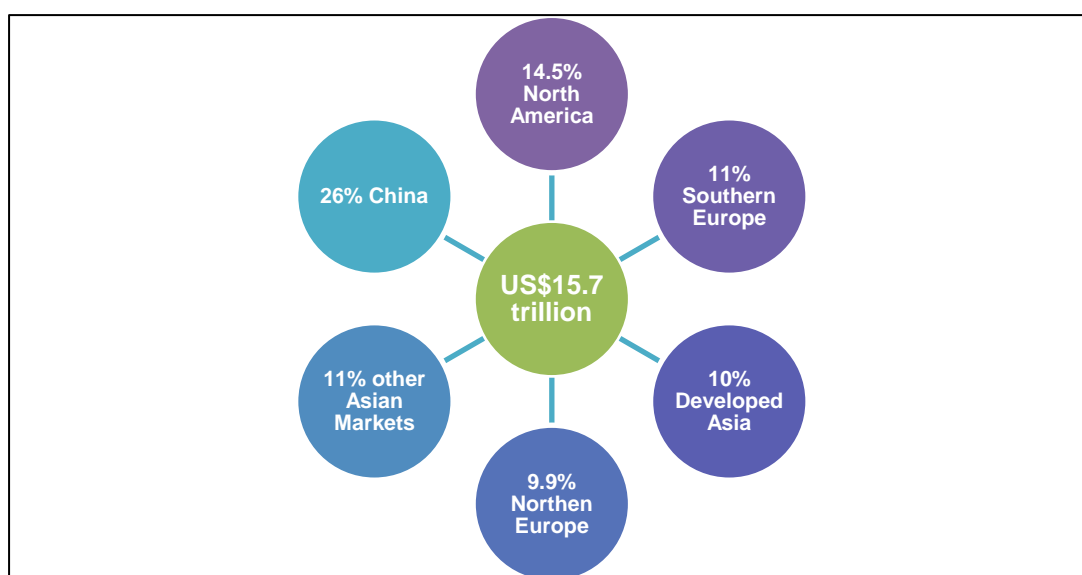 14.5%
North
America
11%
Southern
Europe
26% China
US$15.7
trillion
11% other
Asian
Markets
10%
Developed
Asia
9.9%
Northen
Europe